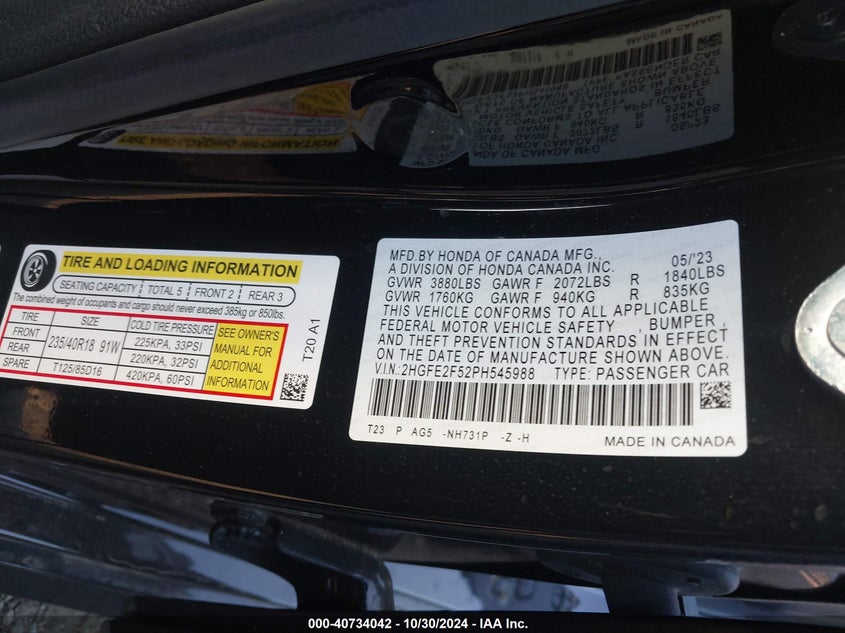 TIRE AND LOADING INFORMATION
SEATING CAPACITY | TOTAL 5 | FRONT 2 | REAR 3
The combined weight of occupants and cargo should never exceed 385kg or 850lbs.
TIRE SIZE COLD TIRE PRESSURE
FRONT 235/40R18 91W 225KPA, 33PSI
REAR 220KPA, 32PSI
SPARE T125/85D16 420KPA, 60PSI
SEE OWNER'S
MANUAL FOR
ADDITIONAL
INFORMATION
T20 A1
MFD.BY HONDA OF CANADA MFG., 05/'23
A DIVISION OF HONDA CANADA INC.
GVWR 3880LBS GAWR F 2072LBS R 1840LBS
GVWR 1760KG GAWR F 940KG R 835KG
THIS VEHICLE CONFORMS TO ALL APPLICABLE
FEDERAL MOTOR VEHICLE SAFETY , BUMPER ,
AND THEFT PREVENTION STANDARDS IN EFFECT
ON THE DATE OF MANUFACTURE SHOWN ABOVE.
V.I.N.:2HGFE2F52PH545988 TYPE: PASSENGER CAR
T23 P AG5 -NH731P -Z -H
MADE IN CANADA
000-40734042 - 10/30/2024 - IAA Inc.